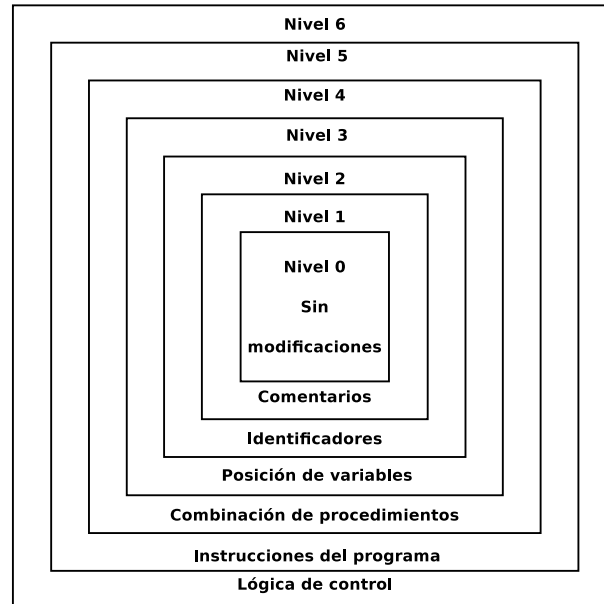 Nivel 6
Nivel 5
Nivel 4
Nivel 3
Nivel 2
Nivel 1
Nivel 0
Sin
modificaciones
Comentarios
Identificadores
Posición de variables
Combinación de procedimientos
Instrucciones del programa
Lógica de control